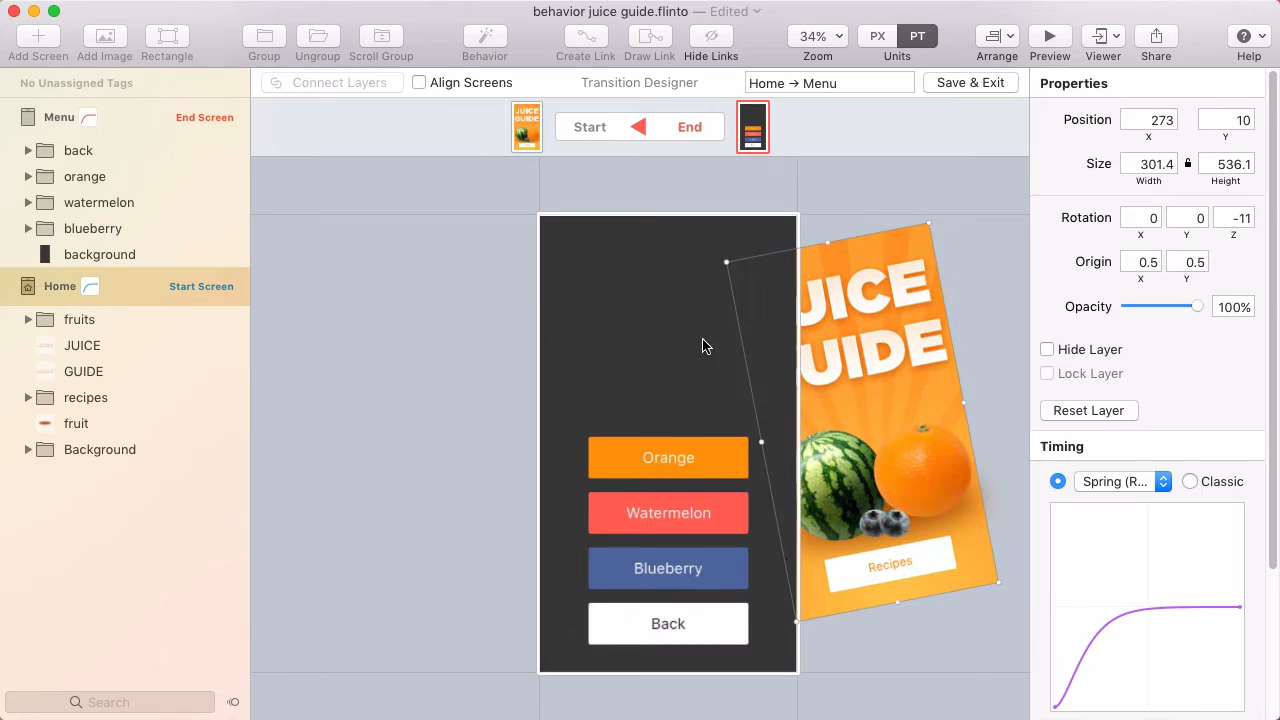 behavior juice guide.flinto — Edited
34%
PX PT
Add Screen Add Image Rectangle Group Ungroup Scroll Group Behavior Create Link Draw Link Hide Links Zoom Units Arrange Preview Viewer Share Help
No Unassigned Tags
Connect Layers
Align Screens
Transition Designer
Home → Menu
Save & Exit
Start
End
JUICE
GUIDE
Menu
End Screen
back
orange
watermelon
blueberry
background
Home
Start Screen
fruits
JUICE
GUIDE
recipes
fruit
Background
Search
UICE
UIDE
Recipes
Orange
Watermelon
Blueberry
Back
Properties
Position 273 10
X Y
Size 301.4 536.1
Width Height
Rotation 0 0 -11
X Y Z
Origin 0.5 0.5
X Y
Opacity 100%
Hide Layer
Lock Layer
Reset Layer
Timing
Spring (R... Classic